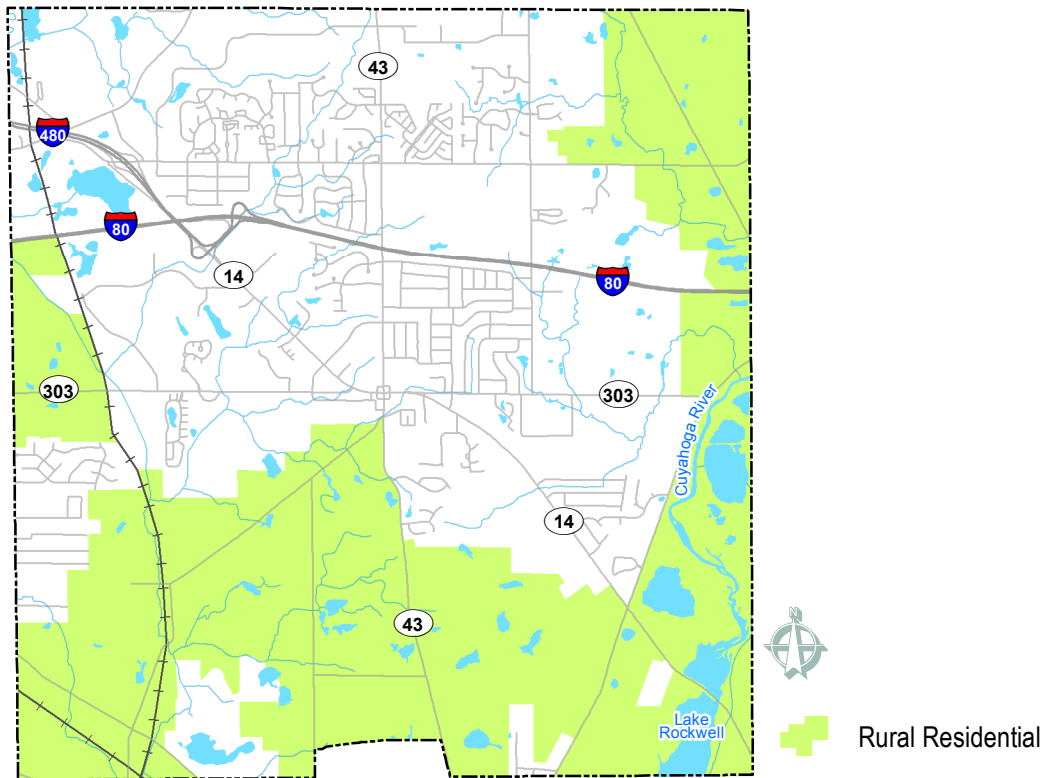 43
480
80
14
80
303
303
Cuyahoga River
14
43
N
Lake
Rockwell
Rural Residential